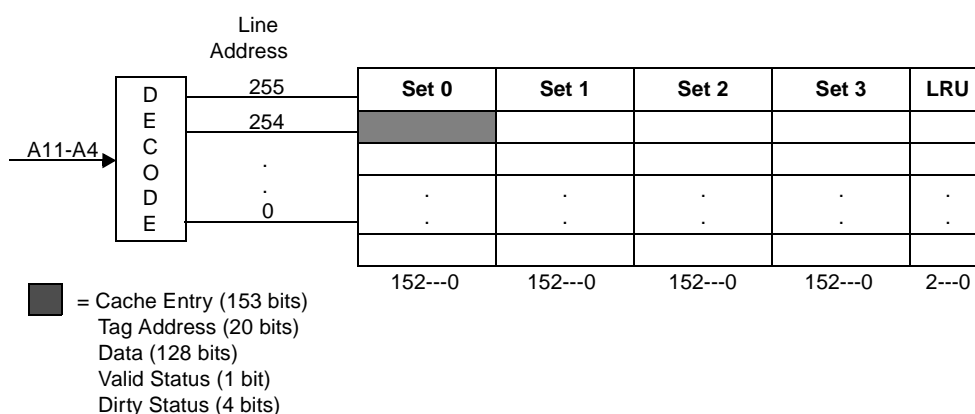 Line
Address
D
E
C
O
D
E
A11-A4
255
254
.
.
0
Set 0 Set 1 Set 2 Set 3 LRU
. . . . .
. . . . .
152---0 152---0 152---0 152---0 2---0
= Cache Entry (153 bits)
Tag Address (20 bits)
Data (128 bits)
Valid Status (1 bit)
Dirty Status (4 bits)